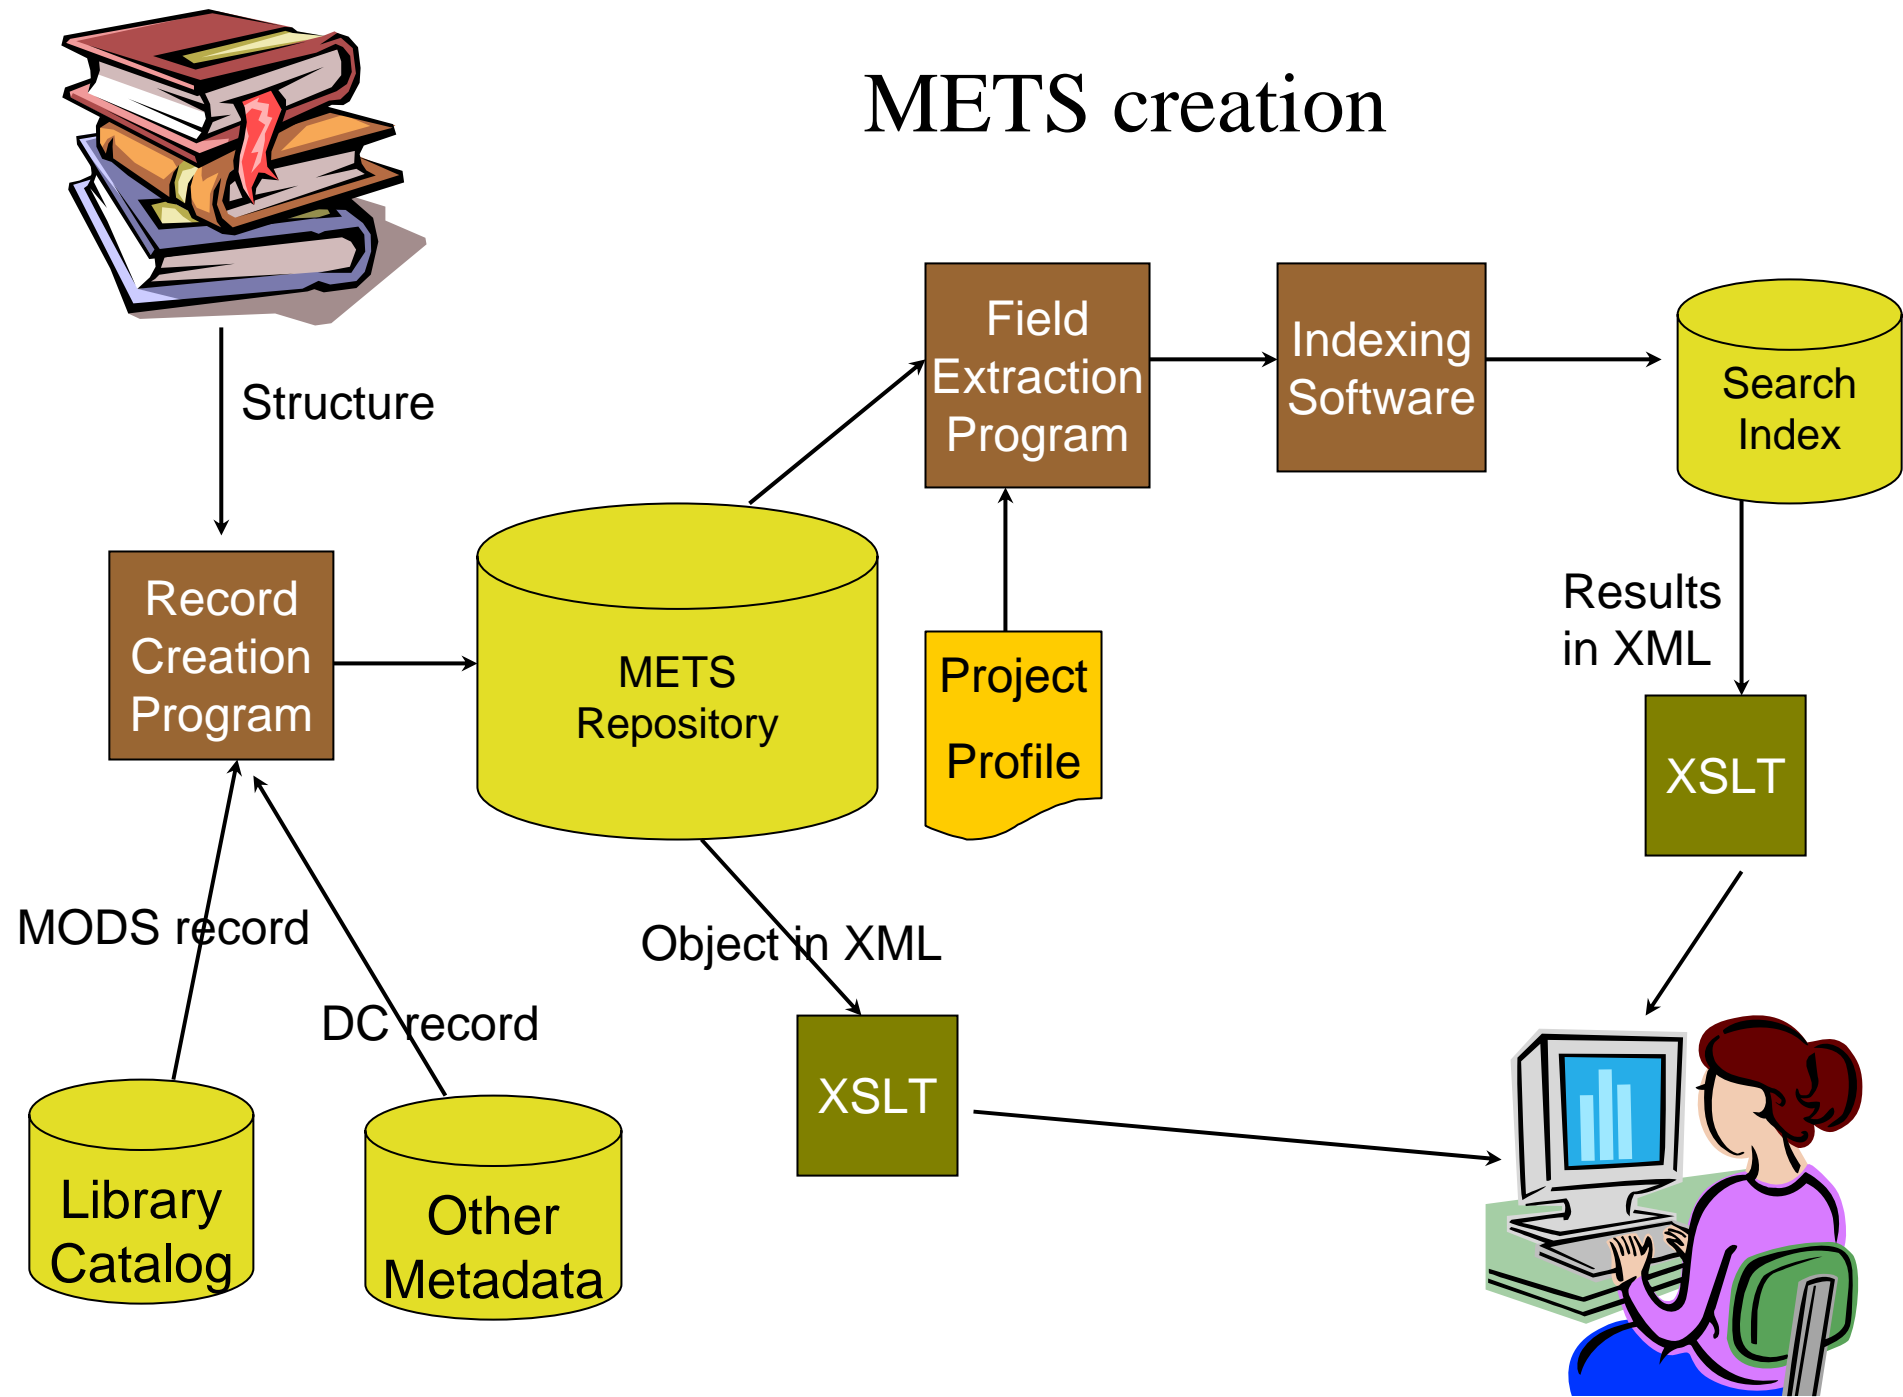 METS creation
Structure
Field
Extraction
Program
Indexing
Software
Search
Index
Record
Creation
Program
METS
Repository
Project
Profile
Results
in XML
XSLT
MODS record
DC record
Object in XML
XSLT
Library
Catalog
Other
Metadata